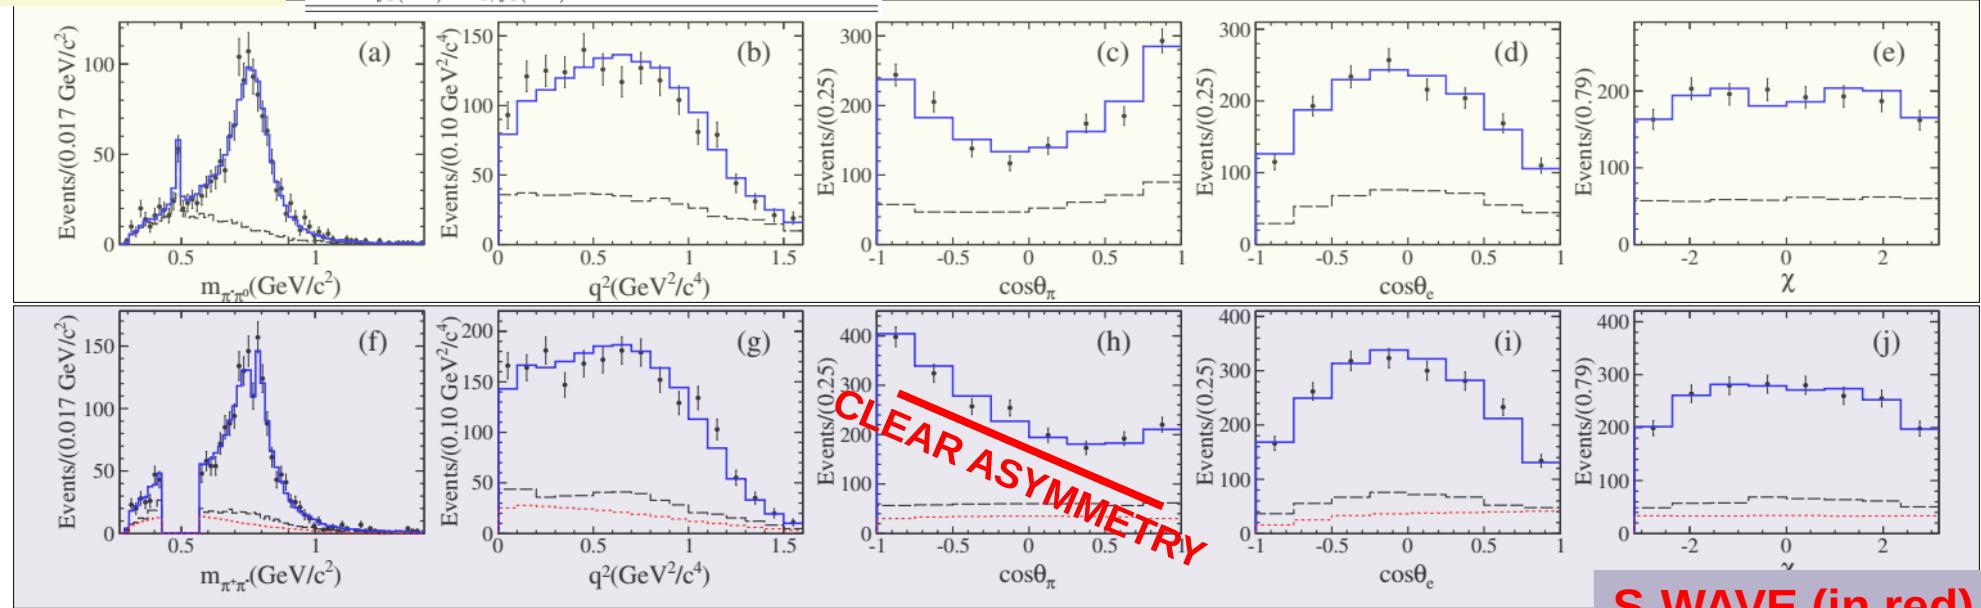 (a)
Events/(0.017 GeV/c²)
100
50
0
0.5
1
m_π⁻π⁰(GeV/c²)
(b)
Events/(0.10 GeV²/c⁴)
150
100
50
0
0
0.5
1
1.5
q²(GeV²/c⁴)
(c)
Events/(0.25)
300
200
100
0
-1
-0.5
0
0.5
1
cosθπ
(d)
Events/(0.25)
300
200
100
0
-1
-0.5
0
0.5
1
cosθe
(e)
Events/(0.79)
200
100
0
-2
0
2
χ
(f)
Events/(0.017 GeV/c²)
150
100
50
0
0.5
1
m_π⁺π⁻(GeV/c²)
(g)
Events/(0.10 GeV²/c⁴)
200
150
100
50
0
0
0.5
1
1.5
q²(GeV²/c⁴)
(h)
Events/(0.25)
400
300
200
100
0
-1
-0.5
0
0.5
1
cosθπ
CLEAR ASYMMETRY
(i)
Events/(0.25)
400
300
200
100
0
-1
-0.5
0
0.5
1
cosθe
(j)
Events/(0.79)
400
300
200
100
0
-2
0
2
χ
S-WAVE (in red)